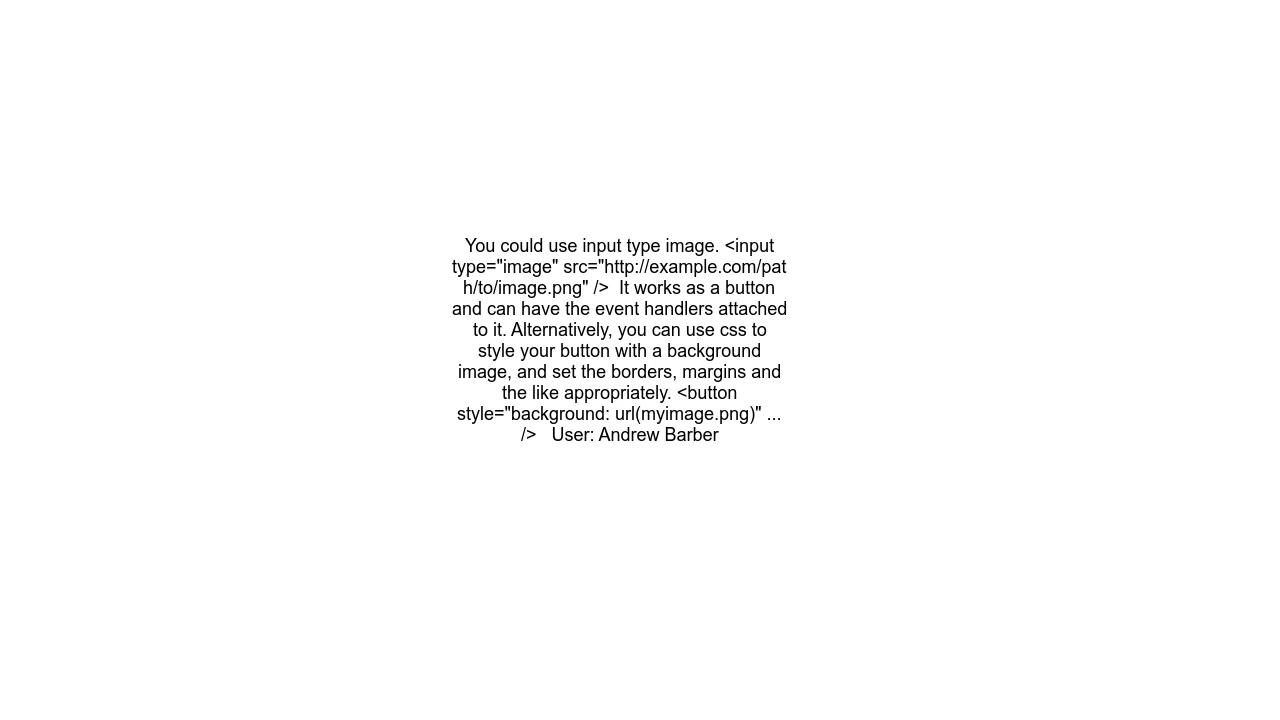 You could use input type image. <input
type="image" src="http://example.com/pat
h/to/image.png" />  It works as a button
and can have the event handlers attached
to it. Alternatively, you can use css to
style your button with a background
image, and set the borders, margins and
the like appropriately. <button
style="background: url(myimage.png)" ...
/>   User: Andrew Barber